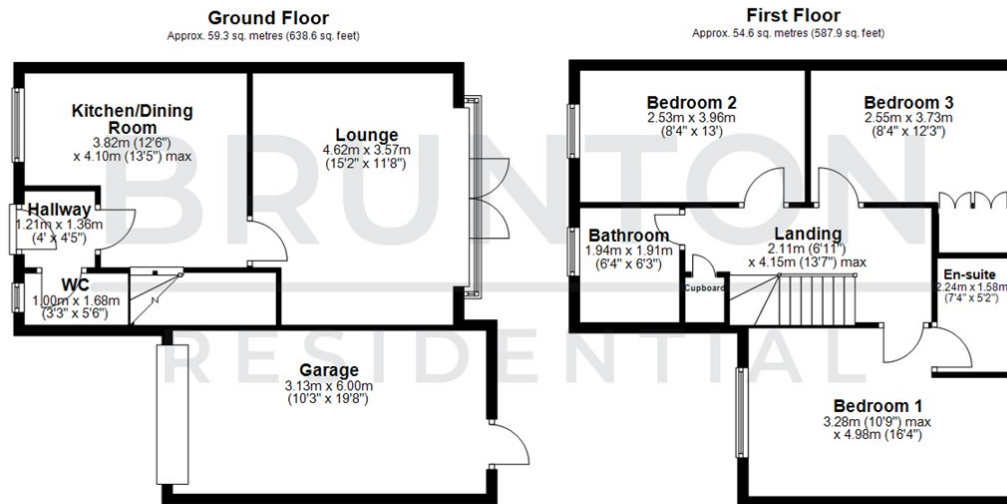 Ground Floor
Approx. 59.3 sq. metres (638.6 sq. feet)
Kitchen/Dining
Room
3.82m (12'6")
x 4.10m (13'5") max
Lounge
4.62m x 3.57m
(15'2" x 11'8")
Hallway
1.21m x 1.36m
(4' x 4'5")
WC
1.00m x 1.68m
(3'3" x 5'6")
Garage
3.13m x 6.00m
(10'3" x 19'8")
First Floor
Approx. 54.6 sq. metres (587.9 sq. feet)
Bedroom 2
2.53m x 3.96m
(8'4" x 13')
Bedroom 3
2.55m x 3.73m
(8'4" x 12'3")
Bathroom
1.94m x 1.91m
(6'4" x 6'3")
Landing
2.11m (6'11")
x 4.15m (13'7") max
Cupboard
En-suite
2.24m x 1.58m
(7'4" x 5'2")
Bedroom 1
3.28m (10'9") max
x 4.98m (16'4")
BRUNTON
RESIDENTIAL